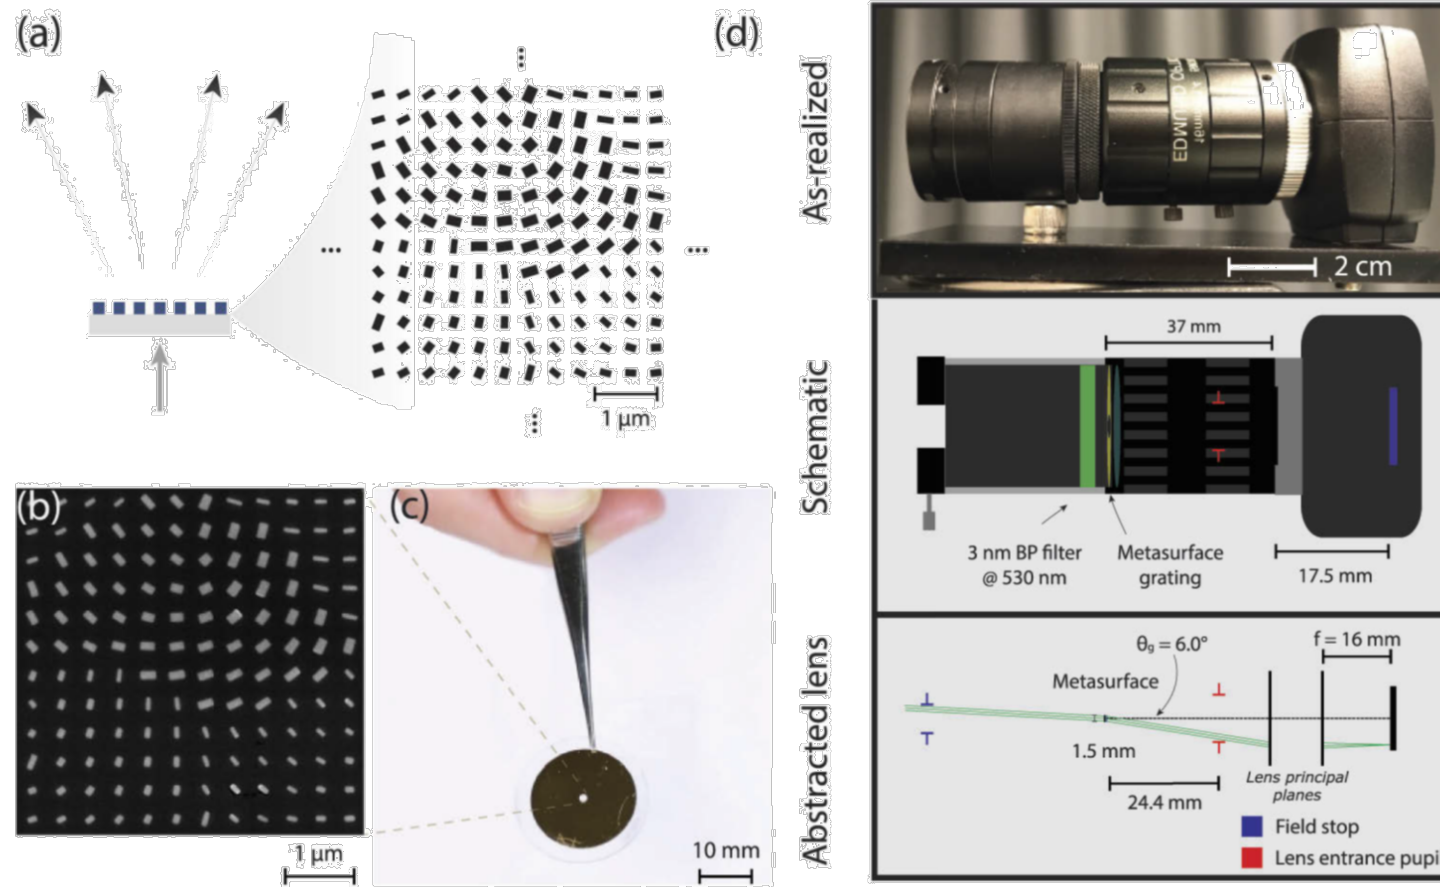 (a)
1 μm
(b)
1 μm
(c)
10 mm
(d)
As-realized
2 cm
Schematic
37 mm
3 nm BP filter
@ 530 nm
Metasurface
grating
17.5 mm
Abstracted lens
θg = 6.0°
f = 16 mm
Metasurface
1.5 mm
24.4 mm
Lens principal
planes
Field stop
Lens entrance pupi